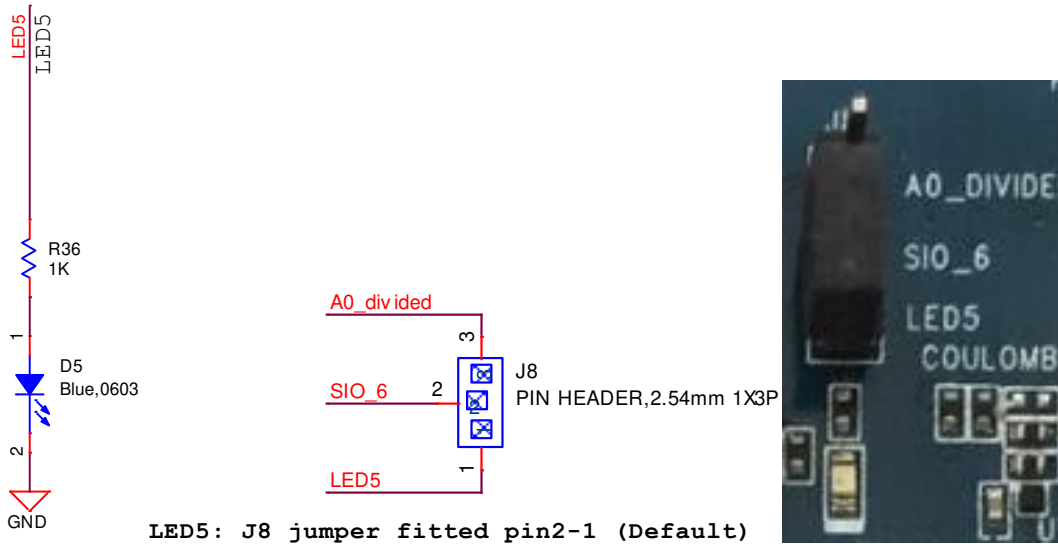 LED5
LED5
R36
1K
1
D5
Blue,0603
2
GND
A0_divided
3
J8
SIO_6
2
PIN HEADER,2.54mm 1X3P
1
LED5
LED5: J8 jumper fitted pin2-1 (Default)
A0_DIVIDE
SIO_6
LED5
COULOMB